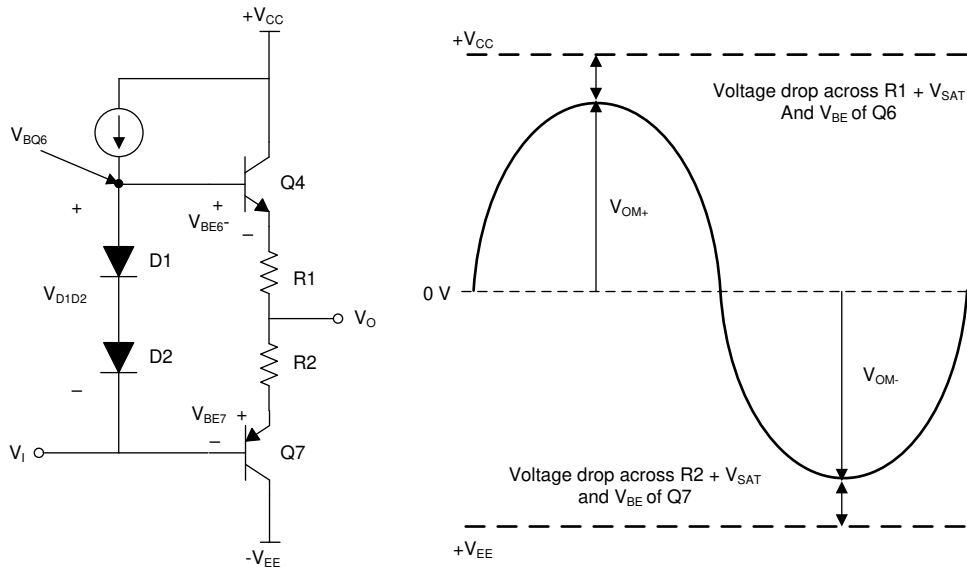 +VCC
VBQ6
+
Q4
+
VBE6-
–
D1
R1
VD1D2
VO
D2
R2
–
VBE7
+
–
VI
Q7
-VEE
+VCC
Voltage drop across R1 + VSAT
And VBE of Q6
VOM+
0 V
VOM-
Voltage drop across R2 + VSAT
and VBE of Q7
+VEE